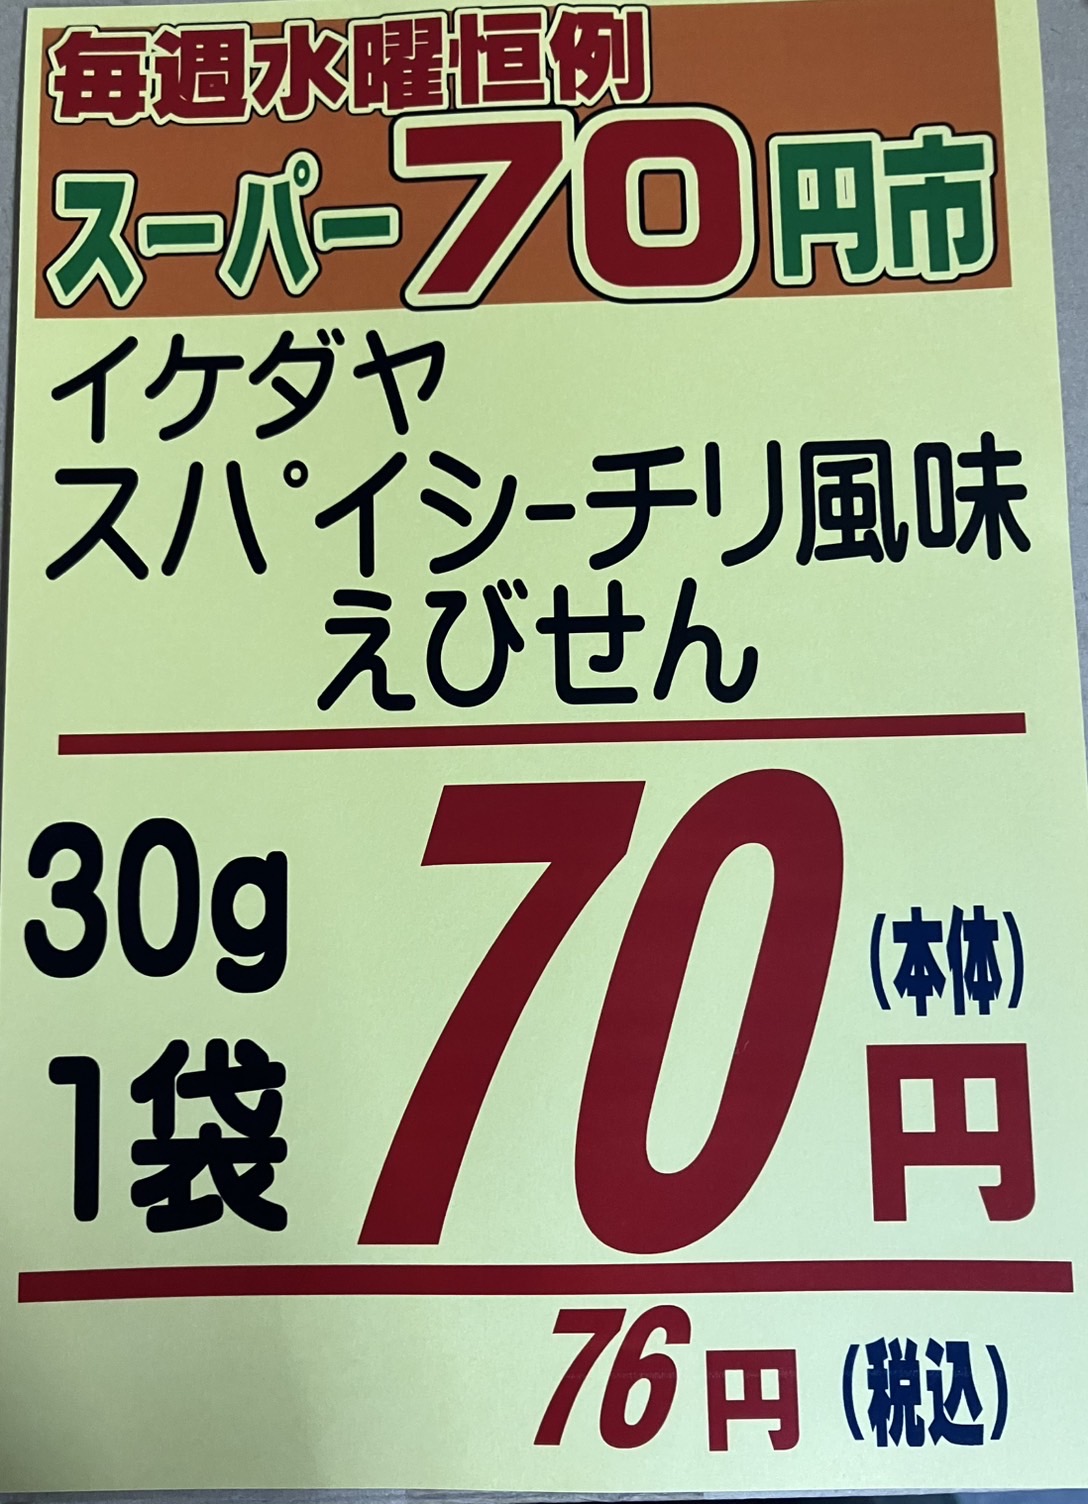 毎週水曜恒例
スーパー70円市
イケダヤ
スパイシーチリ風味
えびせん
30g
1袋
70円
(本体)
76円(税込)